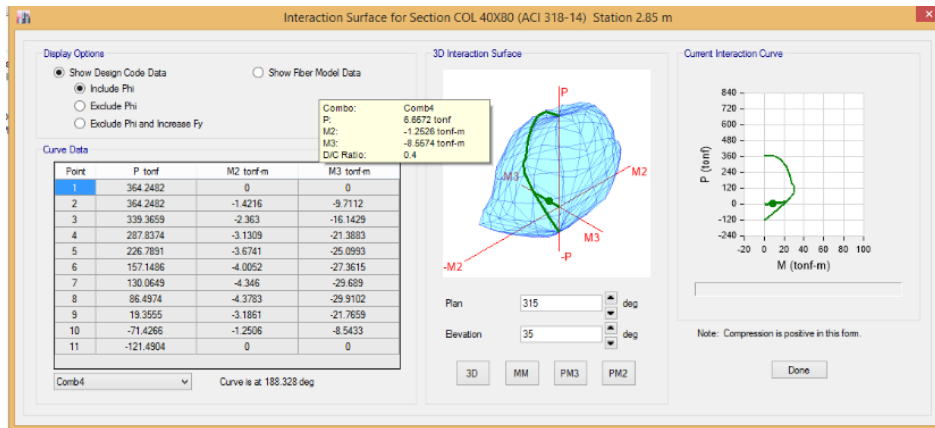 Interaction Surface for Section COL 40X80 (ACI 318-14) Station 2.85 m
Display Options
Show Design Code Data
Show Fiber Model Data
Include Phi
Exclude Phi
Exclude Phi and Increase Fy
Combo: Comb4
P: 6.6672 tonf
M2: -1.2526 tonf-m
M3: -8.5574 tonf-m
D/C Ratio: 0.4
Curve Data
Point P tonf M2 tonf-m M3 tonf-m
1 364.2482 0 0
2 364.2482 -1.4216 -9.7112
3 339.3659 -2.363 -16.1429
4 287.8374 -3.1309 -21.3883
5 226.7891 -3.6741 -25.0993
6 157.1486 -4.0052 -27.3615
7 130.0649 -4.346 -29.689
8 86.4974 -4.3783 -29.9102
9 19.3555 -3.1861 -21.7659
10 -71.4266 -1.2506 -8.5433
11 -121.4904 0 0
Comb4
Curve is at 188.328 deg
3D Interaction Surface
P
-M3
M2
M3
-M2
-P
Plan 315 deg
Elevation 35 deg
3D MM PM3 PM2
Current Interaction Curve
P (tonf)
840
720
600
480
360
240
120
0
-120
-240
-20 0 20 40 60 80 100
M (tonf-m)
Note: Compression is positive in this form.
Done